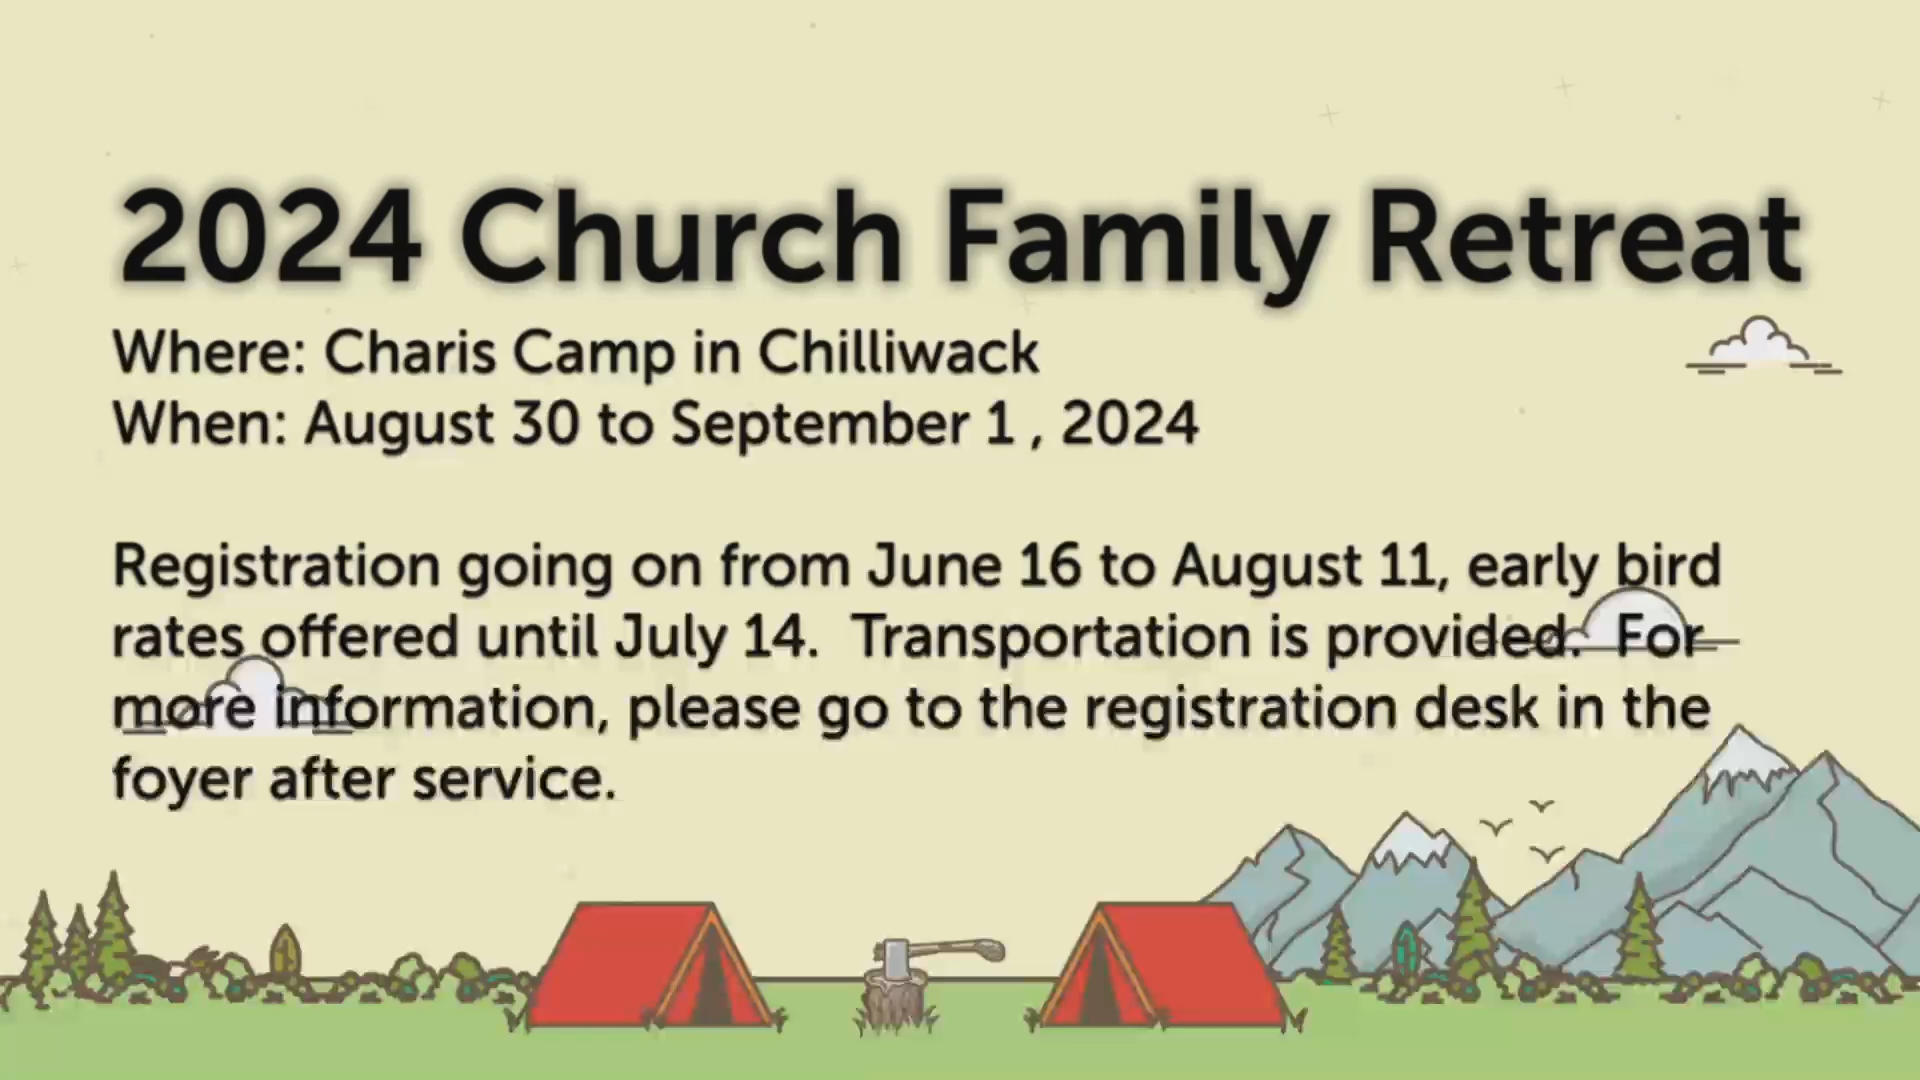 2024 Church Family Retreat
Where: Charis Camp in Chilliwack
When: August 30 to September 1 , 2024
Registration going on from June 16 to August 11, early bird
rates offered until July 14.  Transportation is provided.  For
more information, please go to the registration desk in the
foyer after service.